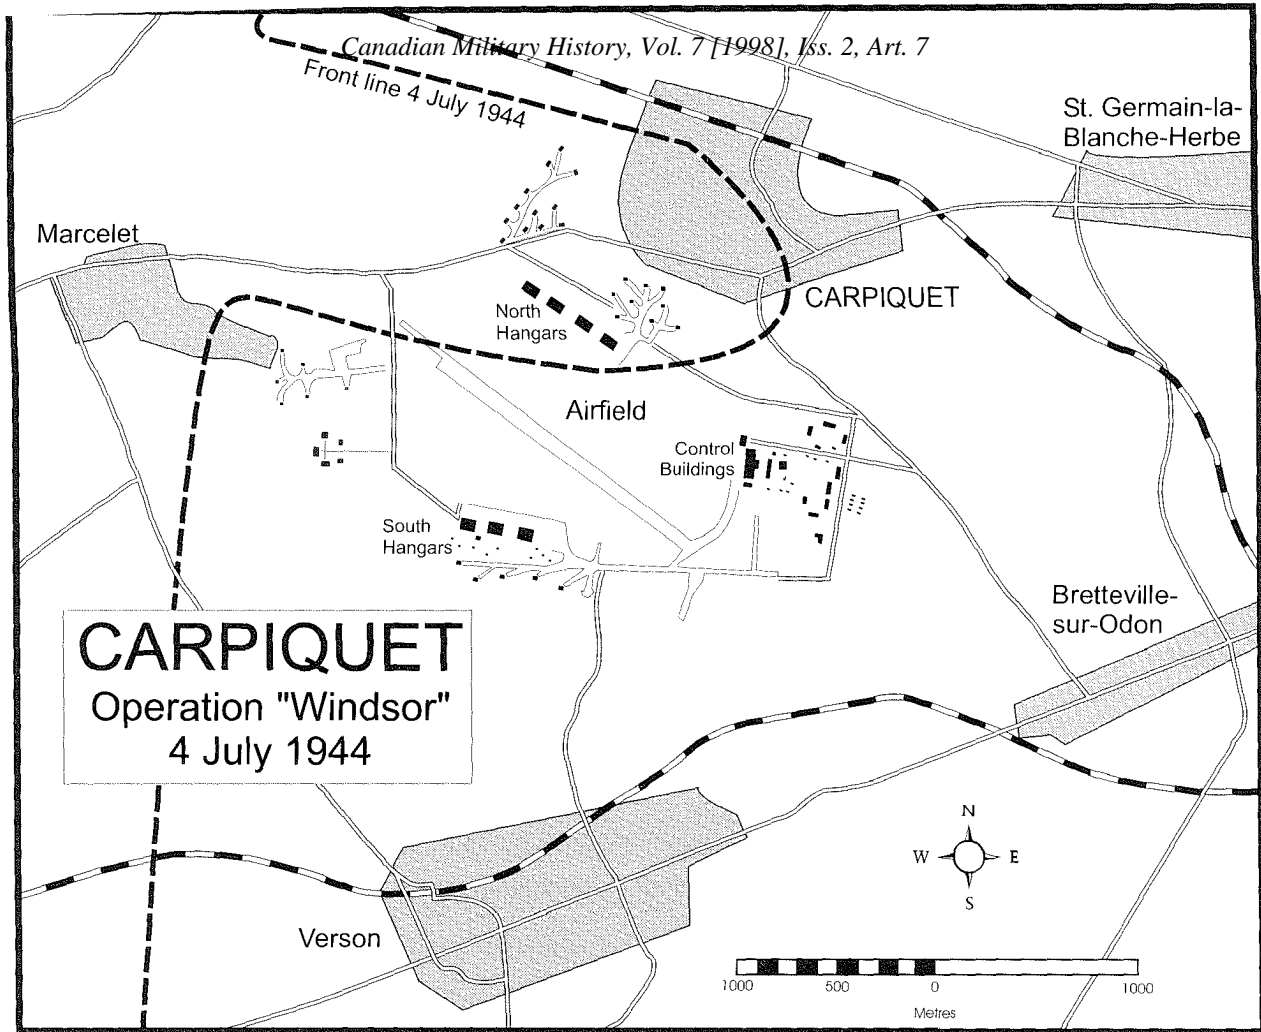 Canadian Military History, Vol. 7 [1998], Iss. 2, Art. 7
Front line 4 July 1944
St. Germain-la-
Blanche-Herbe
Marcelet
CARPIQUET
North
Hangars
Airfield
Control
Buildings
South
Hangars
Bretteville-
sur-Odon
CARPIQUET
Operation "Windsor"
4 July 1944
N
W
E
S
Verson
1000
500
0
1000
Metres